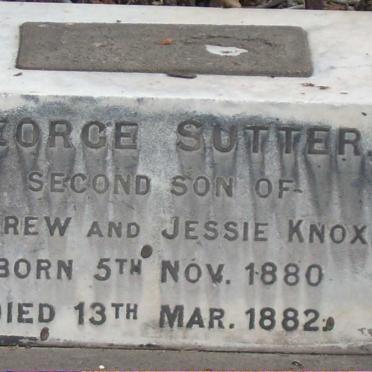 EORGE SUTTER.
SECOND SON OF-
REW AND JESSIE KNOX
BORN 5TH NOV. 1880
DIED 13TH MAR. 1882.